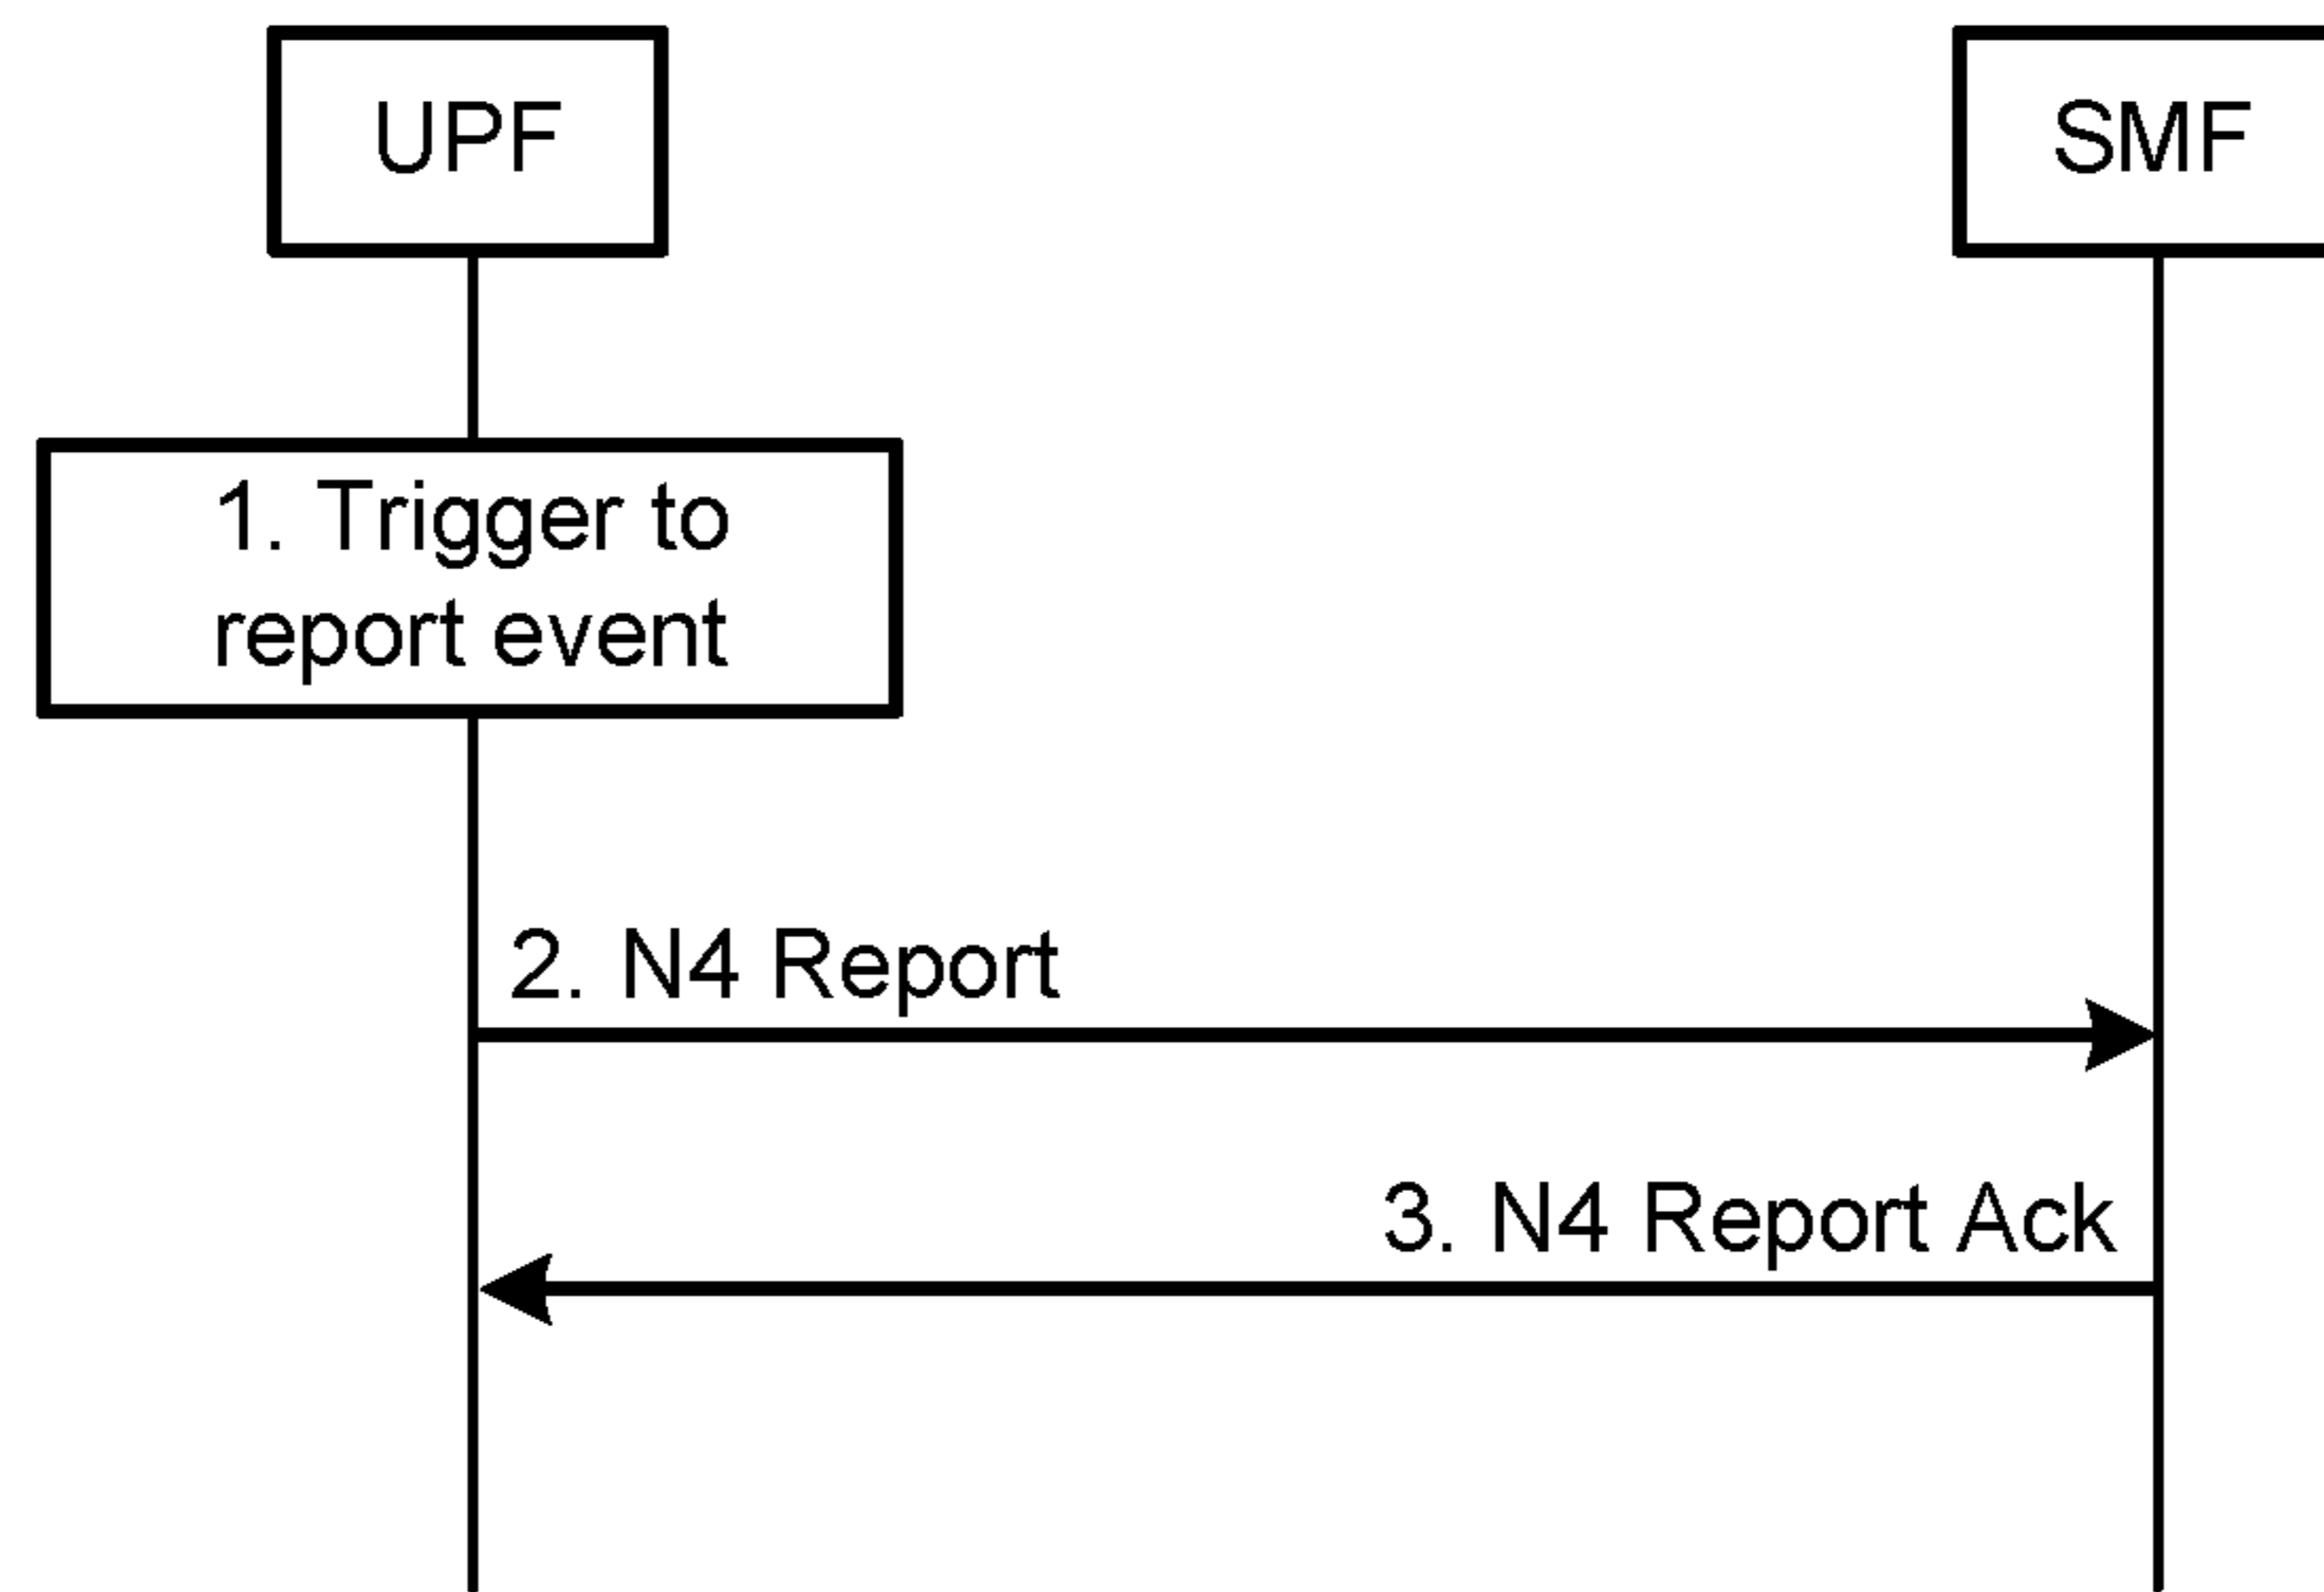 UPF
SMF
1. Trigger to
report event
2. N4 Report
3. N4 Report Ack